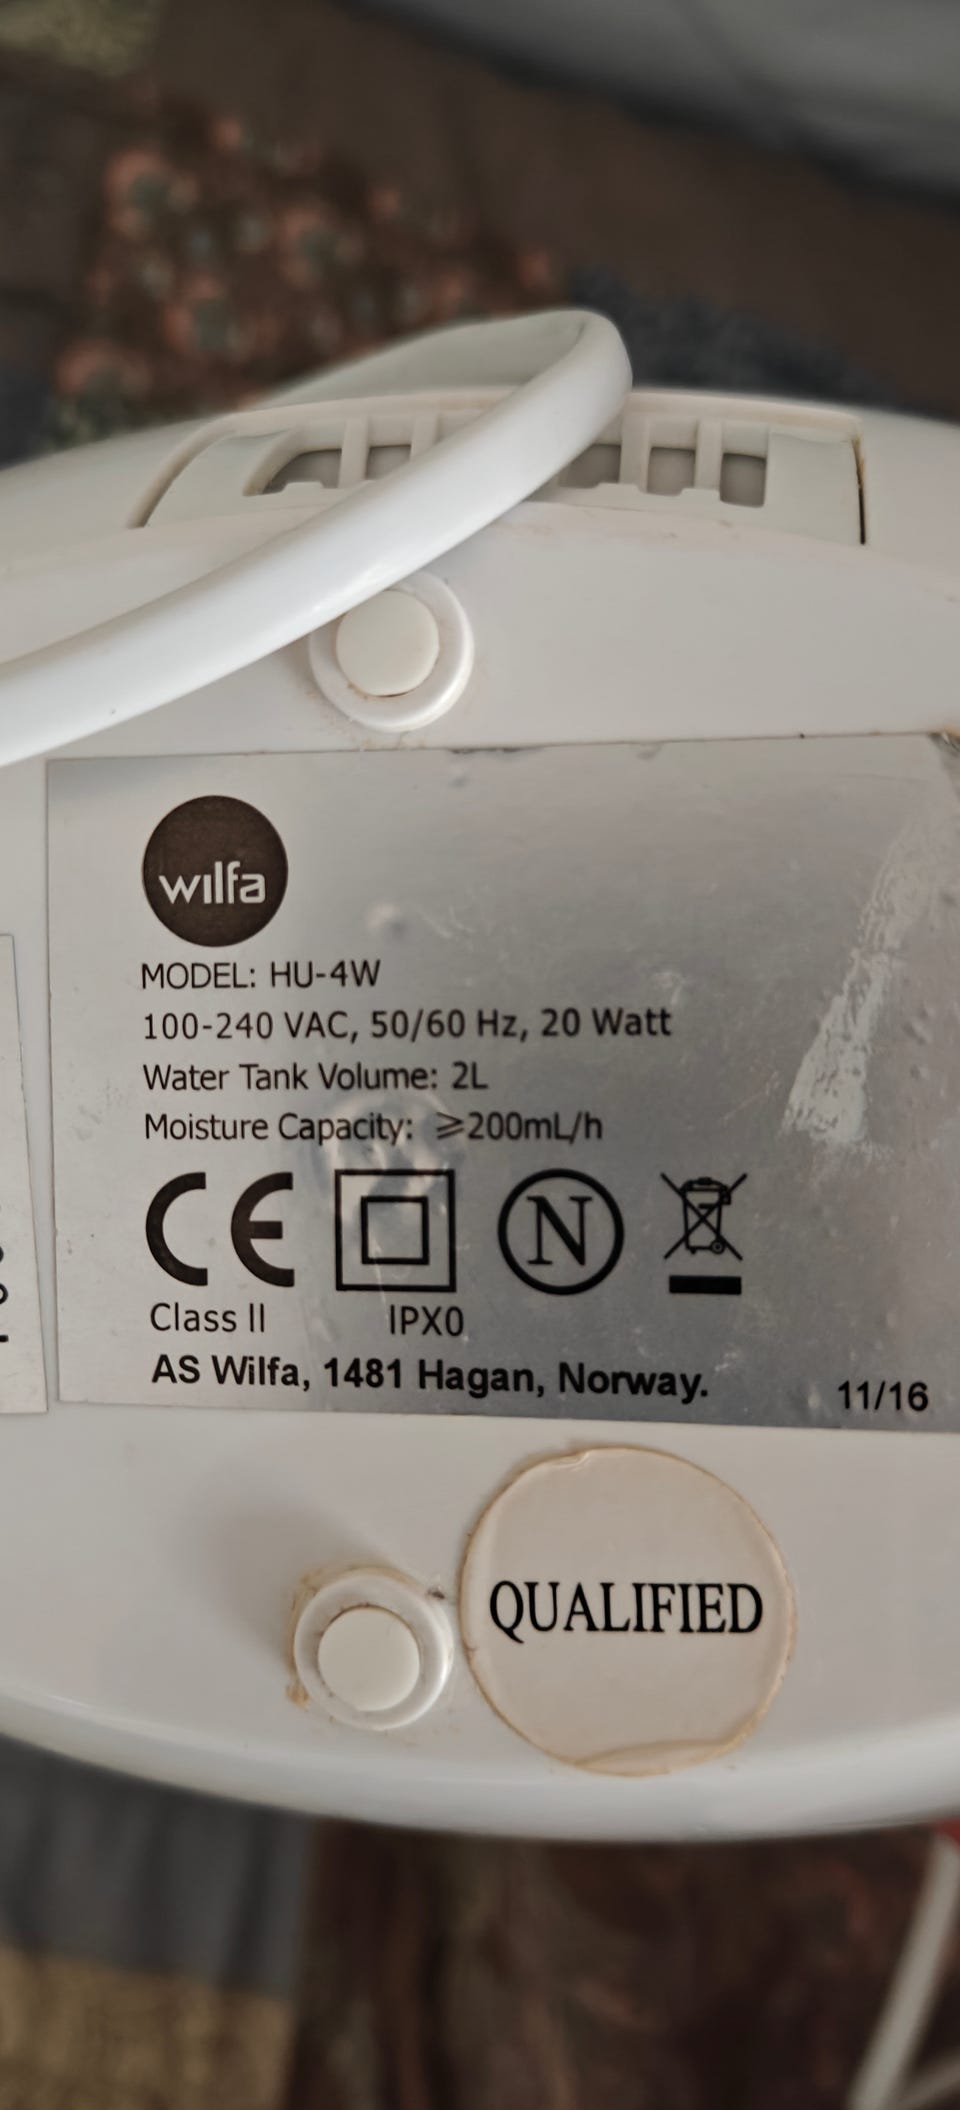 wilfa
MODEL: HU-4W
100-240 VAC, 50/60 Hz, 20 Watt
Water Tank Volume: 2L
Moisture Capacity: ⩾200mL/h
CE
N
Class II IPX0
AS Wilfa, 1481 Hagan, Norway.
11/16
QUALIFIED